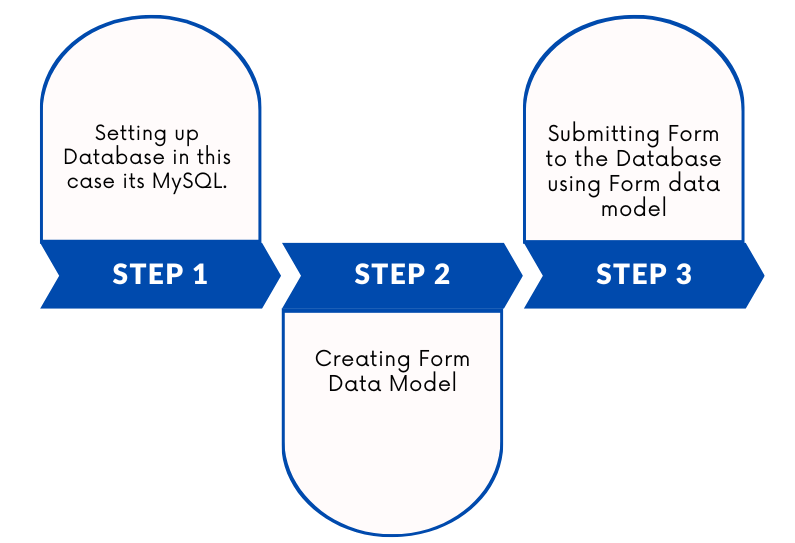 Setting up
Database in this
case its MySQL.
STEP 1
STEP 2
Creating Form
Data Model
Submitting Form
to the Database
using Form data
model
STEP 3